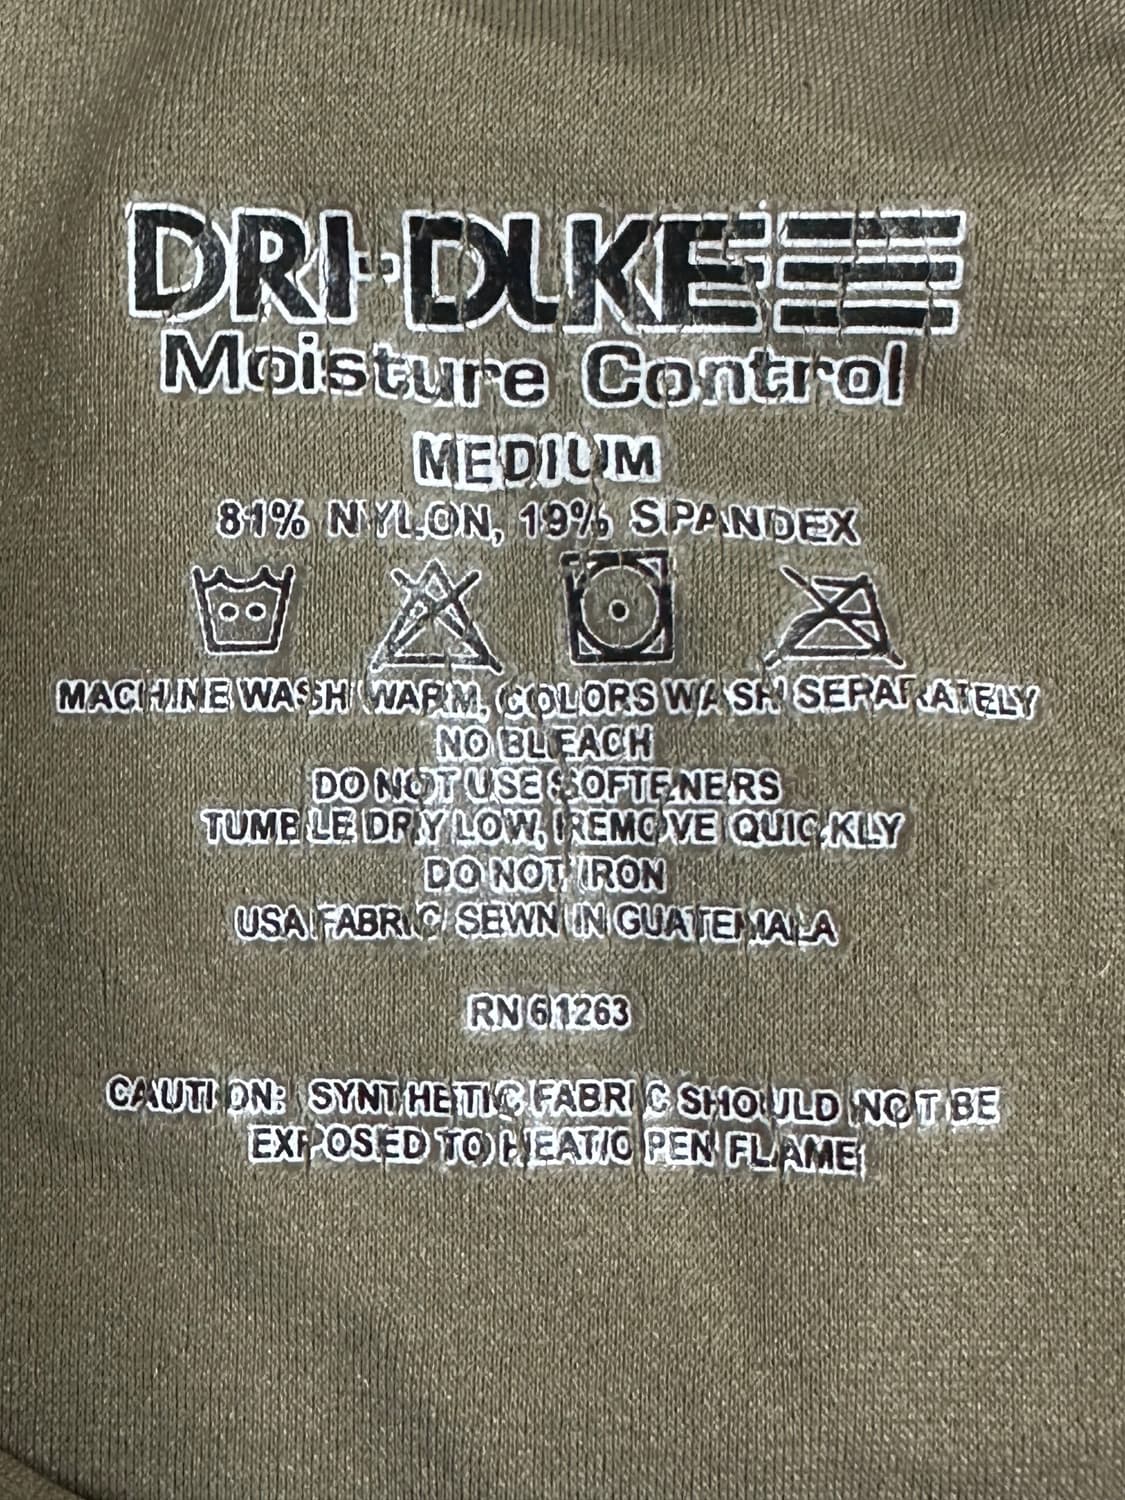 DRI-DUKE
Moisture Control
MEDIUM
81% NYLON, 19% SPANDEX
MACHINE WASH WARM, COLORS WASH SEPARATELY
NO BLEACH
DO NOT USE SOFTENERS
TUMBLE DRY LOW, REMOVE QUICKLY
DO NOT IRON
USA FABRIC SEWN IN GUATEMALA
RN 61263
CAUTION: SYNTHETIC FABRIC SHOULD NOT BE
EXPOSED TO HEAT/OPEN FLAME